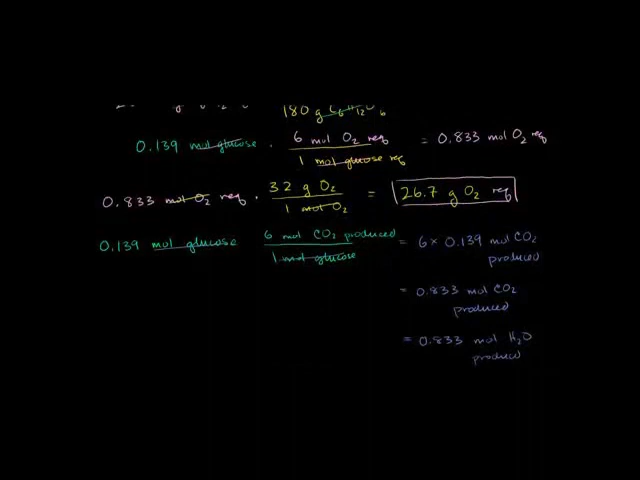 180 g C6H12O6
0.139 mol glucose · 6 mol O2 req / 1 mol glucose req = 0.833 mol O2 req
0.833 mol O2 req · 32 g O2 / 1 mol O2 = 26.7 g O2 req
0.139 mol glucose 6 mol CO2 produced / 1 mol glucose = 6 × 0.139 mol CO2 produced
= 0.833 mol CO2 produced
= 0.833 mol H2O produced